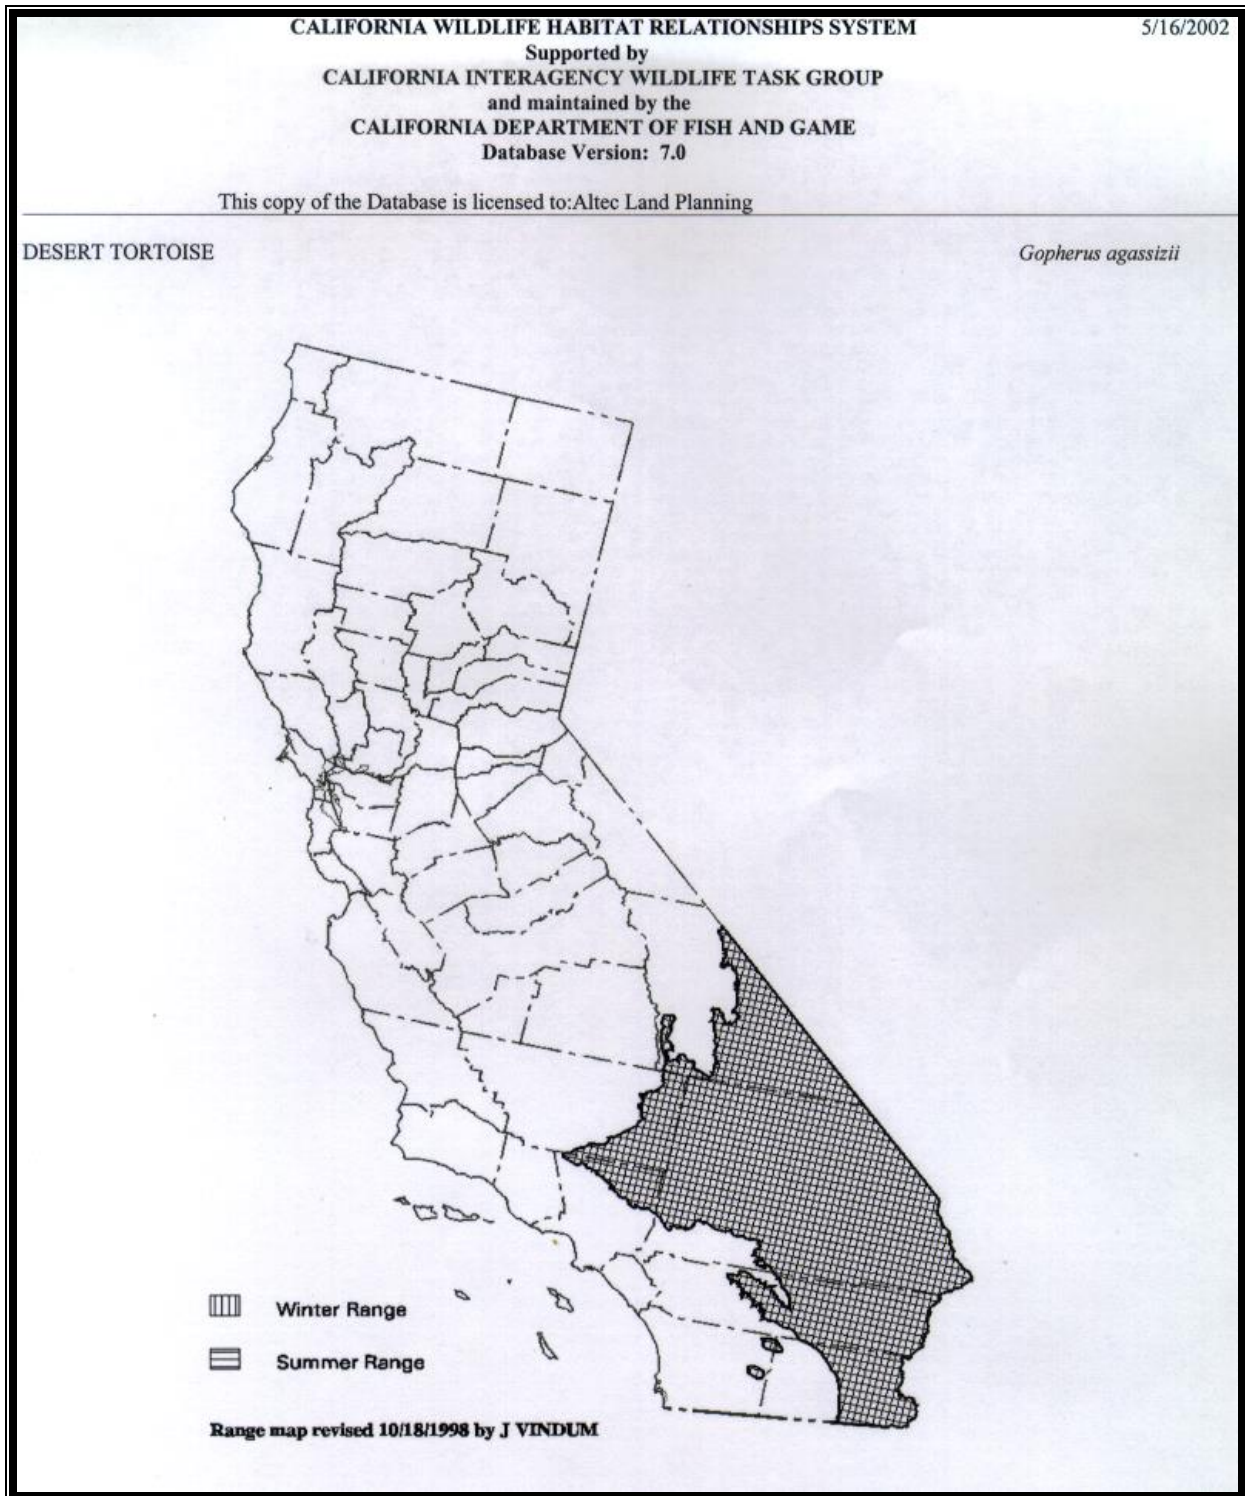 CALIFORNIA WILDLIFE HABITAT RELATIONSHIPS SYSTEM 5/16/2002
Supported by
CALIFORNIA INTERAGENCY WILDLIFE TASK GROUP
and maintained by the
CALIFORNIA DEPARTMENT OF FISH AND GAME
Database Version: 7.0
This copy of the Database is licensed to:Altec Land Planning
DESERT TORTOISE Gopherus agassizii
Winter Range
Summer Range
Range map revised 10/18/1998 by J VINDUM